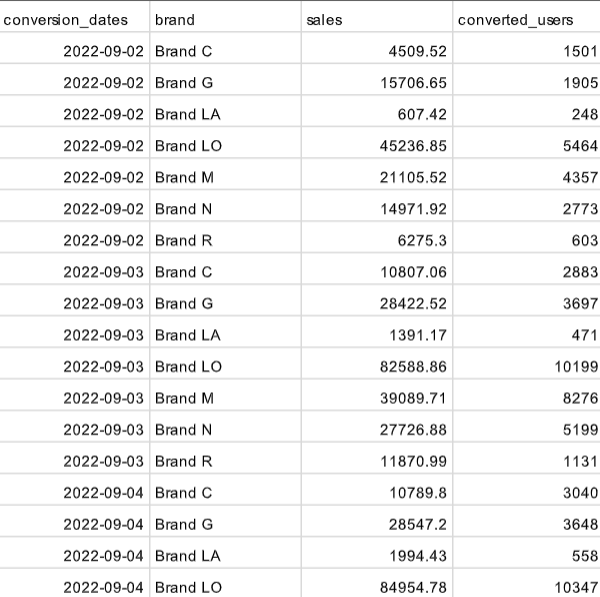 conversion_dates brand sales converted_users
2022-09-02 Brand C 4509.52 1501
2022-09-02 Brand G 15706.65 1905
2022-09-02 Brand LA 607.42 248
2022-09-02 Brand LO 45236.85 5464
2022-09-02 Brand M 21105.52 4357
2022-09-02 Brand N 14971.92 2773
2022-09-02 Brand R 6275.3 603
2022-09-03 Brand C 10807.06 2883
2022-09-03 Brand G 28422.52 3697
2022-09-03 Brand LA 1391.17 471
2022-09-03 Brand LO 82588.86 10199
2022-09-03 Brand M 39089.71 8276
2022-09-03 Brand N 27726.88 5199
2022-09-03 Brand R 11870.99 1131
2022-09-04 Brand C 10789.8 3040
2022-09-04 Brand G 28547.2 3648
2022-09-04 Brand LA 1994.43 558
2022-09-04 Brand LO 84954.78 10347